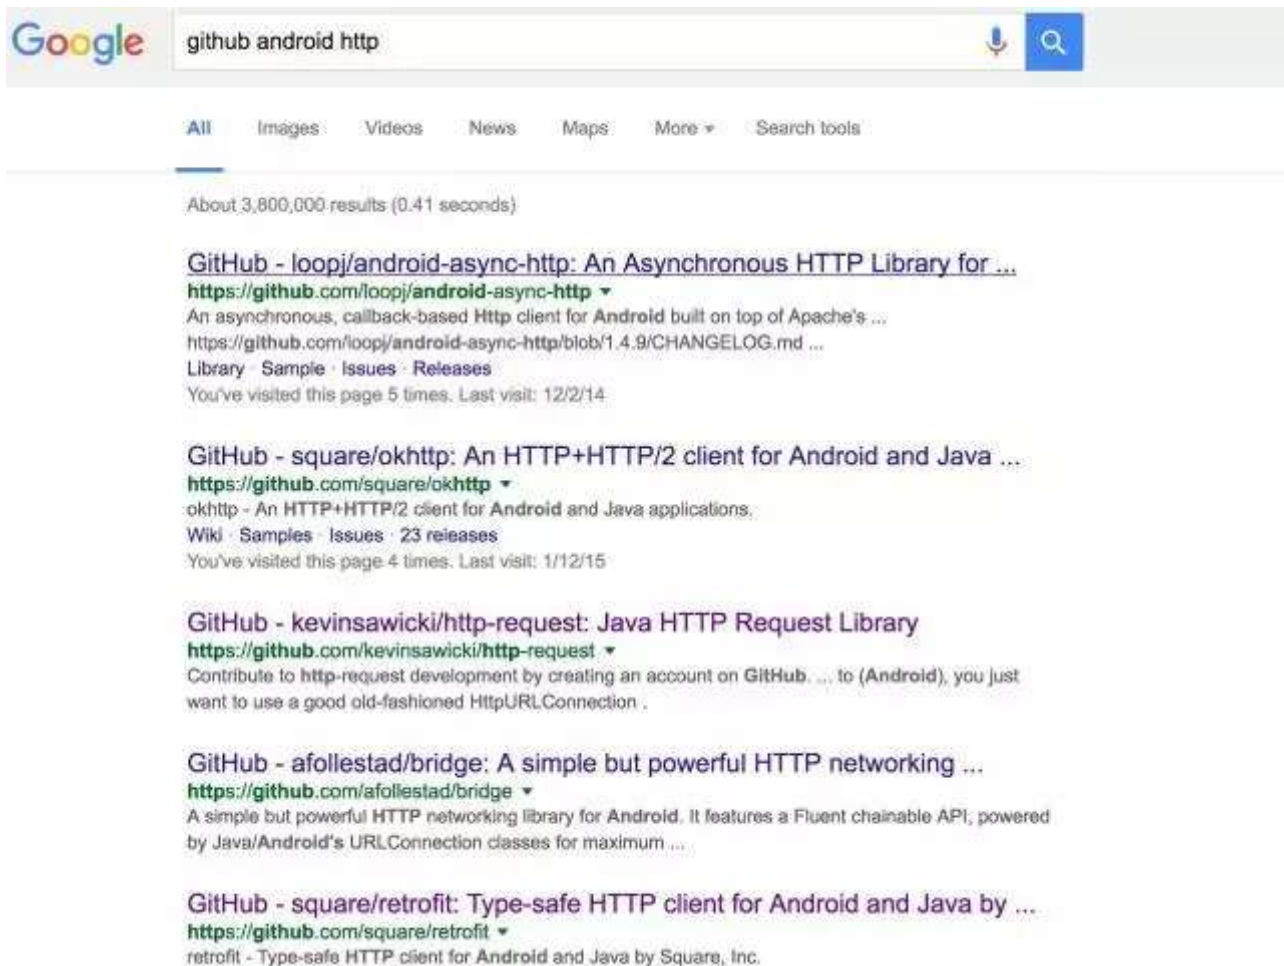 Google github android http
All Images Videos News Maps More Search tools
About 3,800,000 results (0.41 seconds)
GitHub - loopj/android-async-http: An Asynchronous HTTP Library for ...
https://github.com/loopj/android-async-http
An asynchronous, callback-based Http client for Android built on top of Apache's ...
https://github.com/loopj/android-async-http/blob/1.4.9/CHANGELOG.md ...
Library · Sample · Issues · Releases
You've visited this page 5 times. Last visit: 12/2/14
GitHub - square/okhttp: An HTTP+HTTP/2 client for Android and Java ...
https://github.com/square/okhttp
okhttp - An HTTP+HTTP/2 client for Android and Java applications.
Wiki · Samples · Issues · 23 releases
You've visited this page 4 times. Last visit: 1/12/15
GitHub - kevinsawicki/http-request: Java HTTP Request Library
https://github.com/kevinsawicki/http-request
Contribute to http-request development by creating an account on GitHub. ... to (Android), you just
want to use a good old-fashioned HttpURLConnection .
GitHub - afollestad/bridge: A simple but powerful HTTP networking ...
https://github.com/afollestad/bridge
A simple but powerful HTTP networking library for Android. It features a Fluent chainable API, powered
by Java/Android's URLConnection classes for maximum ...
GitHub - square/retrofit: Type-safe HTTP client for Android and Java by ...
https://github.com/square/retrofit
retrofit - Type-safe HTTP client for Android and Java by Square, Inc.